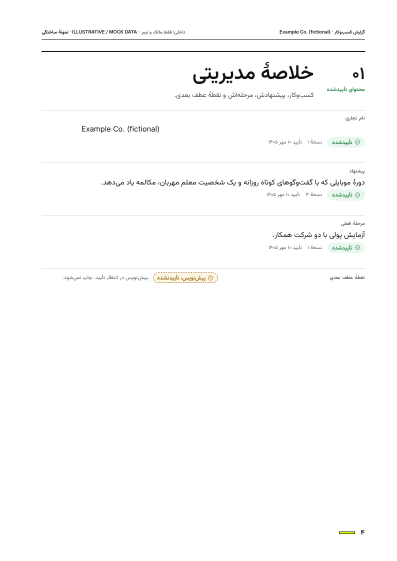 گزارش کسب‌وکار · Example Co. (fictional)
داخلی؛ فقط مالک و تیم. · ILLUSTRATIVE / MOCK DATA · نمونهٔ ساختگی
۰۱
خلاصهٔ مدیریتی
محتوای تأییدشده
کسب‌وکار، پیشنهادش، مرحله‌اش و نقطهٔ عطف بعدی.
نام تجاری
Example Co. (fictional)
تأییدشده نسخهٔ ۱ تأیید ۱۰ مهر ۱۴۰۵
پیشنهاد
دورهٔ موبایلی که با گفت‌وگوهای کوتاه روزانه و یک شخصیت معلم مهربان، مکالمه یاد می‌دهد.
تأییدشده نسخهٔ ۳ تأیید ۱۰ مهر ۱۴۰۵
مرحلهٔ فعلی
آزمایش پولی با دو شرکت همکار.
تأییدشده نسخهٔ ۱ تأیید ۱۰ مهر ۱۴۰۵
نقطهٔ عطف بعدی
پیش‌نویس، تأییدنشده پیش‌نویس در انتظار تأیید. چاپ نمی‌شود.
۴